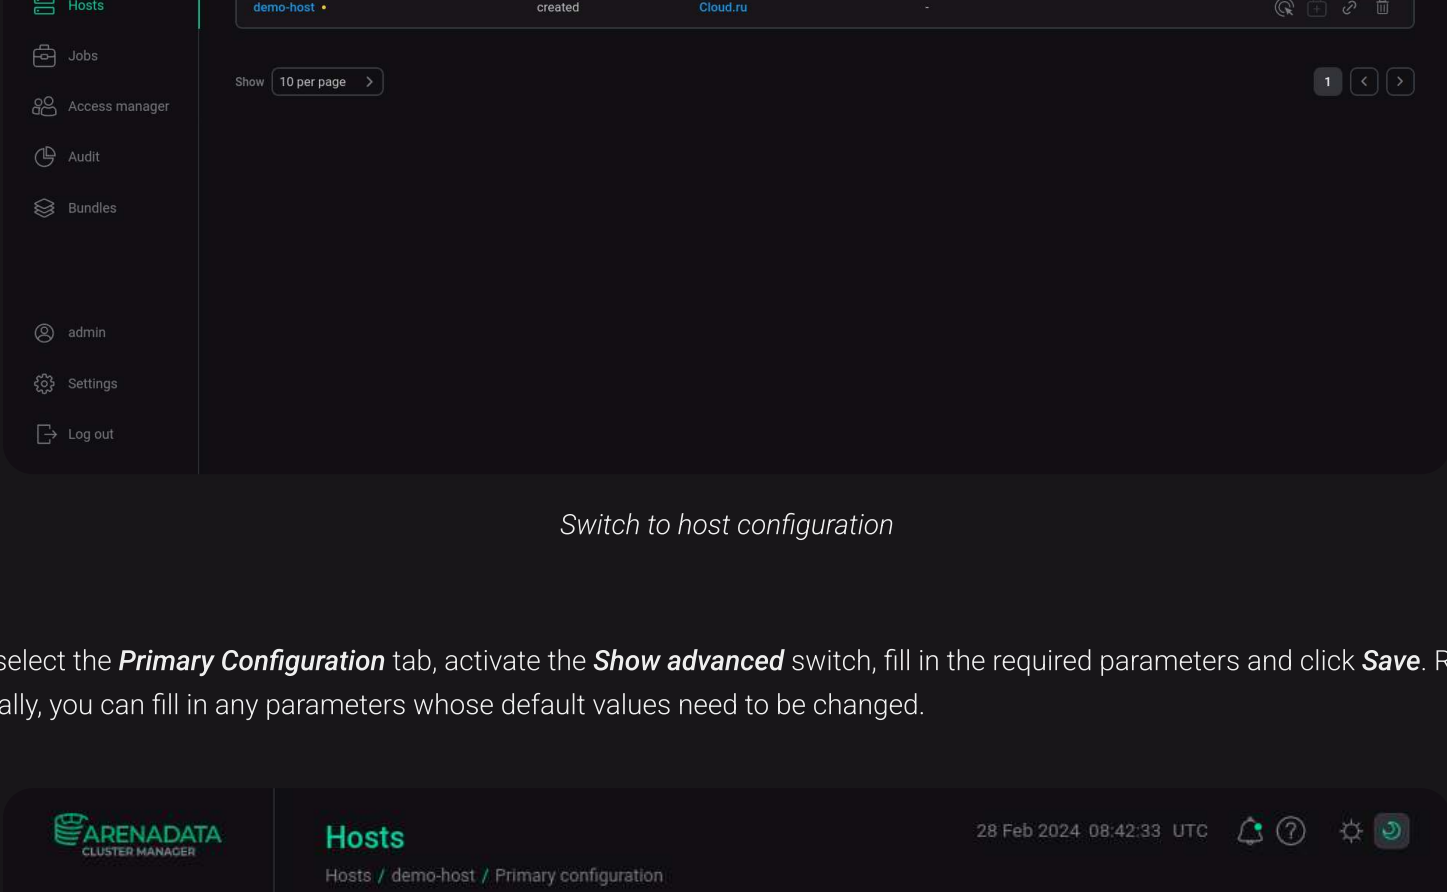 Hosts
demo-host created Cloud.ru -
Jobs
Show 10 per page 1
Access manager
Audit
Bundles
admin
Settings
Log out
Switch to host configuration
select the Primary Configuration tab, activate the Show advanced switch, fill in the required parameters and click Save. R
ally, you can fill in any parameters whose default values need to be changed.
ARENADATA
CLUSTER MANAGER
Hosts
28 Feb 2024 08:42:33 UTC
Hosts / demo-host / Primary configuration